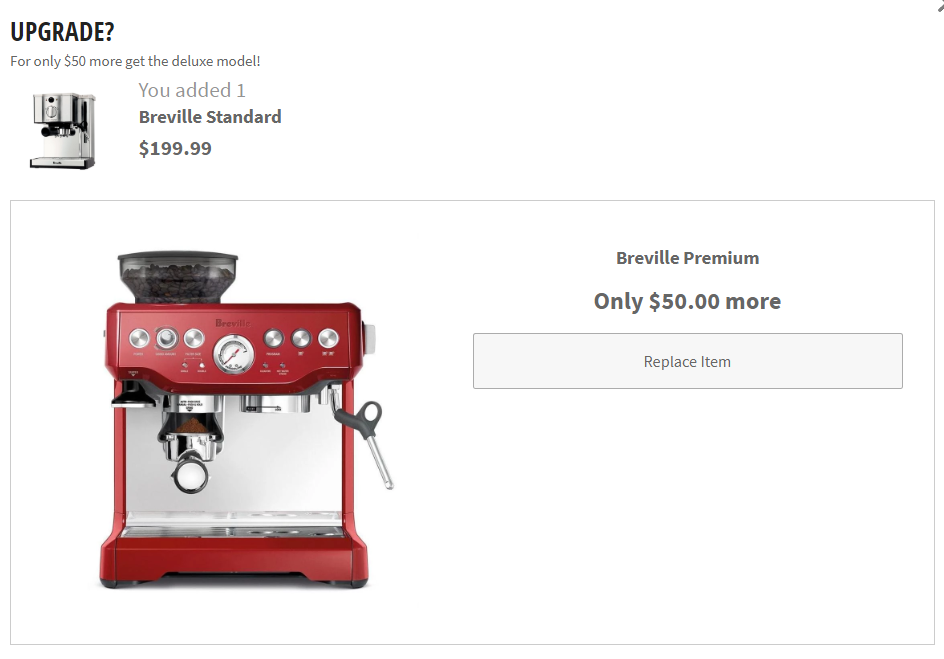 UPGRADE?
For only $50 more get the deluxe model!
You added 1
Breville Standard
$199.99
Breville Premium
Only $50.00 more
Replace Item
Breville